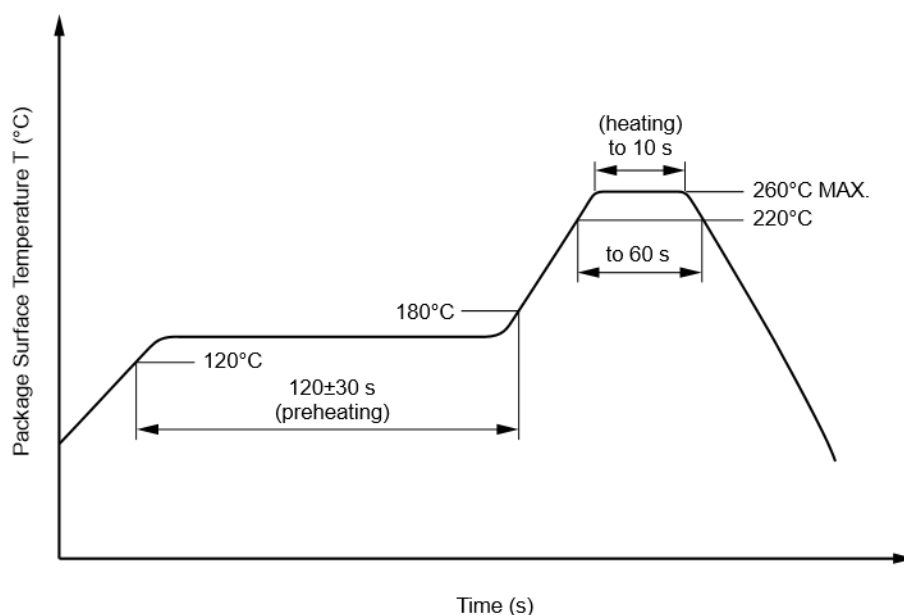 Package Surface Temperature T (°C)
(heating)
to 10 s
260°C MAX.
220°C
to 60 s
180°C
120°C
120±30 s
(preheating)
Time (s)